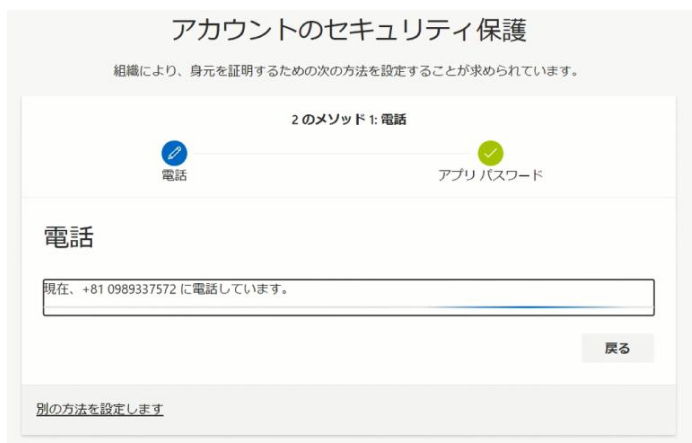 アカウントのセキュリティ保護
組織により、身元を証明するための次の方法を設定することが求められています。
2 のメソッド 1: 電話
電話
アプリ パスワード
電話
現在、+81 0989337572 に電話しています。
戻る
別の方法を設定します